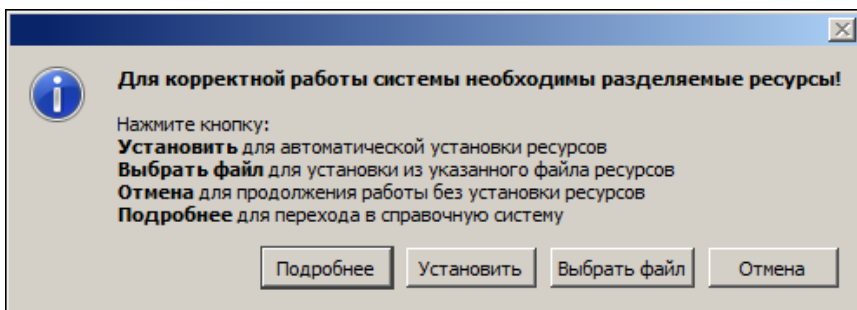 Для корректной работы системы необходимы разделяемые ресурсы!
Нажмите кнопку:
Установить для автоматической установки ресурсов
Выбрать файл для установки из указанного файла ресурсов
Отмена для продолжения работы без установки ресурсов
Подробнее для перехода в справочную систему
Подробнее Установить Выбрать файл Отмена